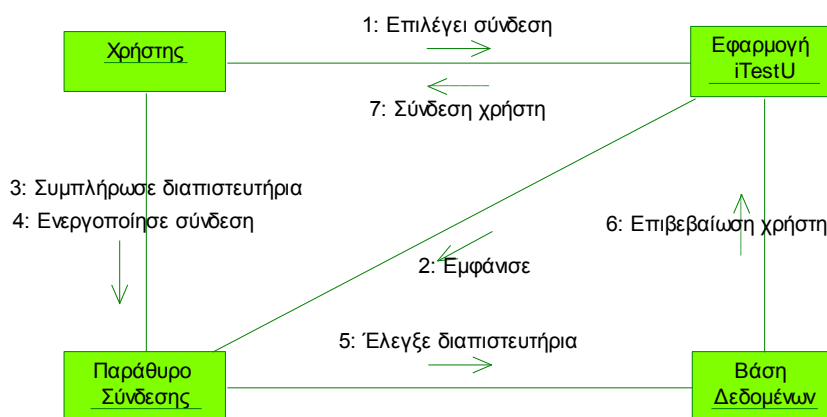 1: Επιλέγει σύνδεση
Χρήστης
Εφαρμογή
iTestU
7: Σύνδεση χρήστη
3: Συμπλήρωσε διαπιστευτήρια
4: Ενεργοποίησε σύνδεση
6: Επιβεβαίωση χρήστη
2: Εμφάνισε
5: Έλεγξε διαπιστευτήρια
Παράθυρο
Σύνδεσης
Βάση
Δεδομένων